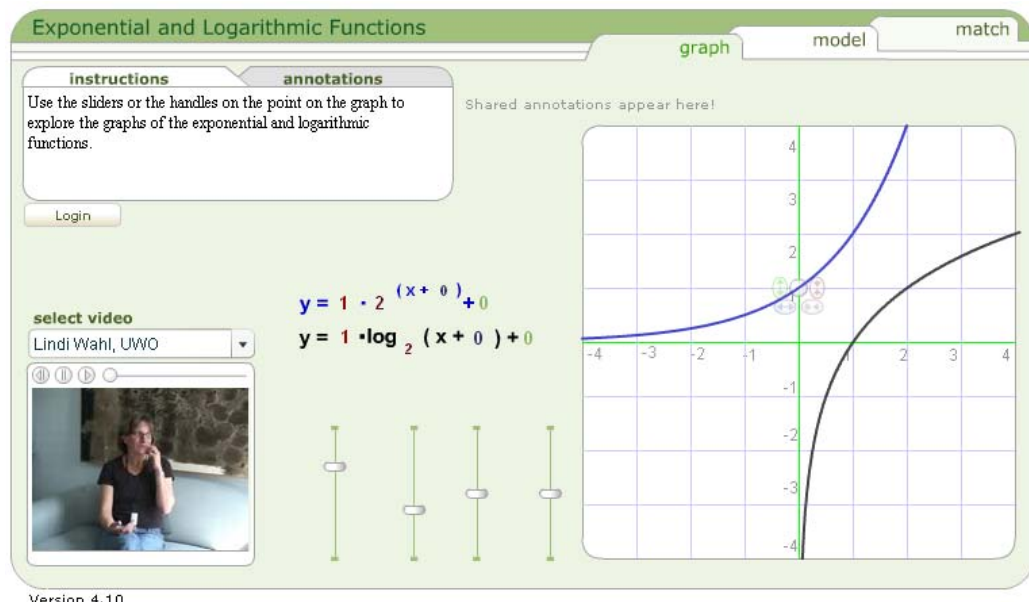 Exponential and Logarithmic Functions
graph
model
match
instructions
annotations
Use the sliders or the handles on the point on the graph to
explore the graphs of the exponential and logarithmic
functions.
Shared annotations appear here!
Login
y = 1 · 2 (x + 0) + 0
y = 1 · log 2 (x + 0) + 0
select video
Lindi Wahl, UWO
4
3
2
1
-4 -3 -2 -1 2 3 4
-1
-2
-3
-4
Version 4.10